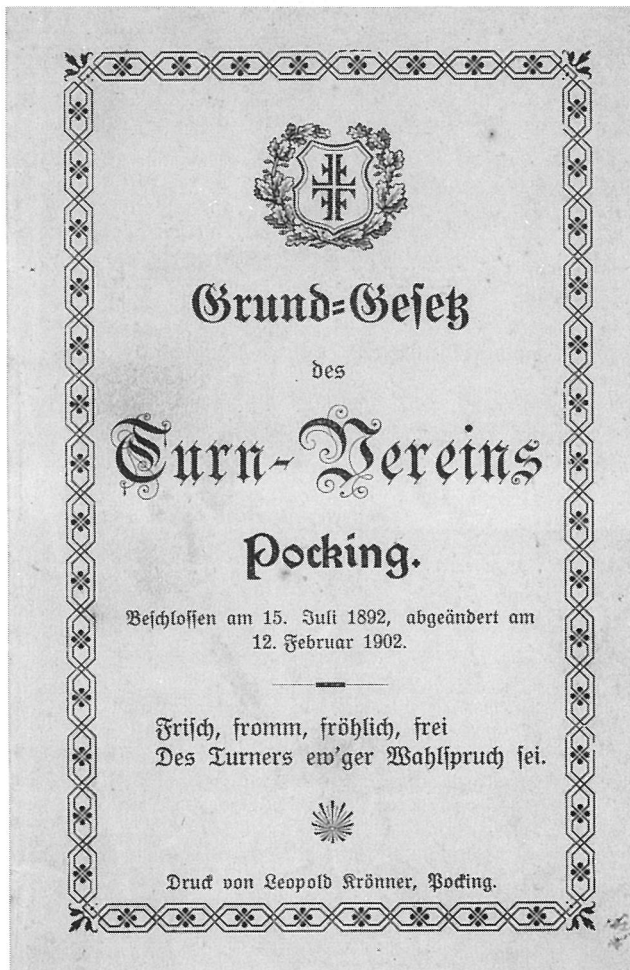 Grund=Gesetz
des
Turn-Vereins
Pocking.
Beschlossen am 15. Juli 1892, abgeändert am
12. Februar 1902.
Frisch, fromm, fröhlich, frei
Des Turners ew'ger Wahlspruch sei.
Druck von Leopold Krönner, Pocking.